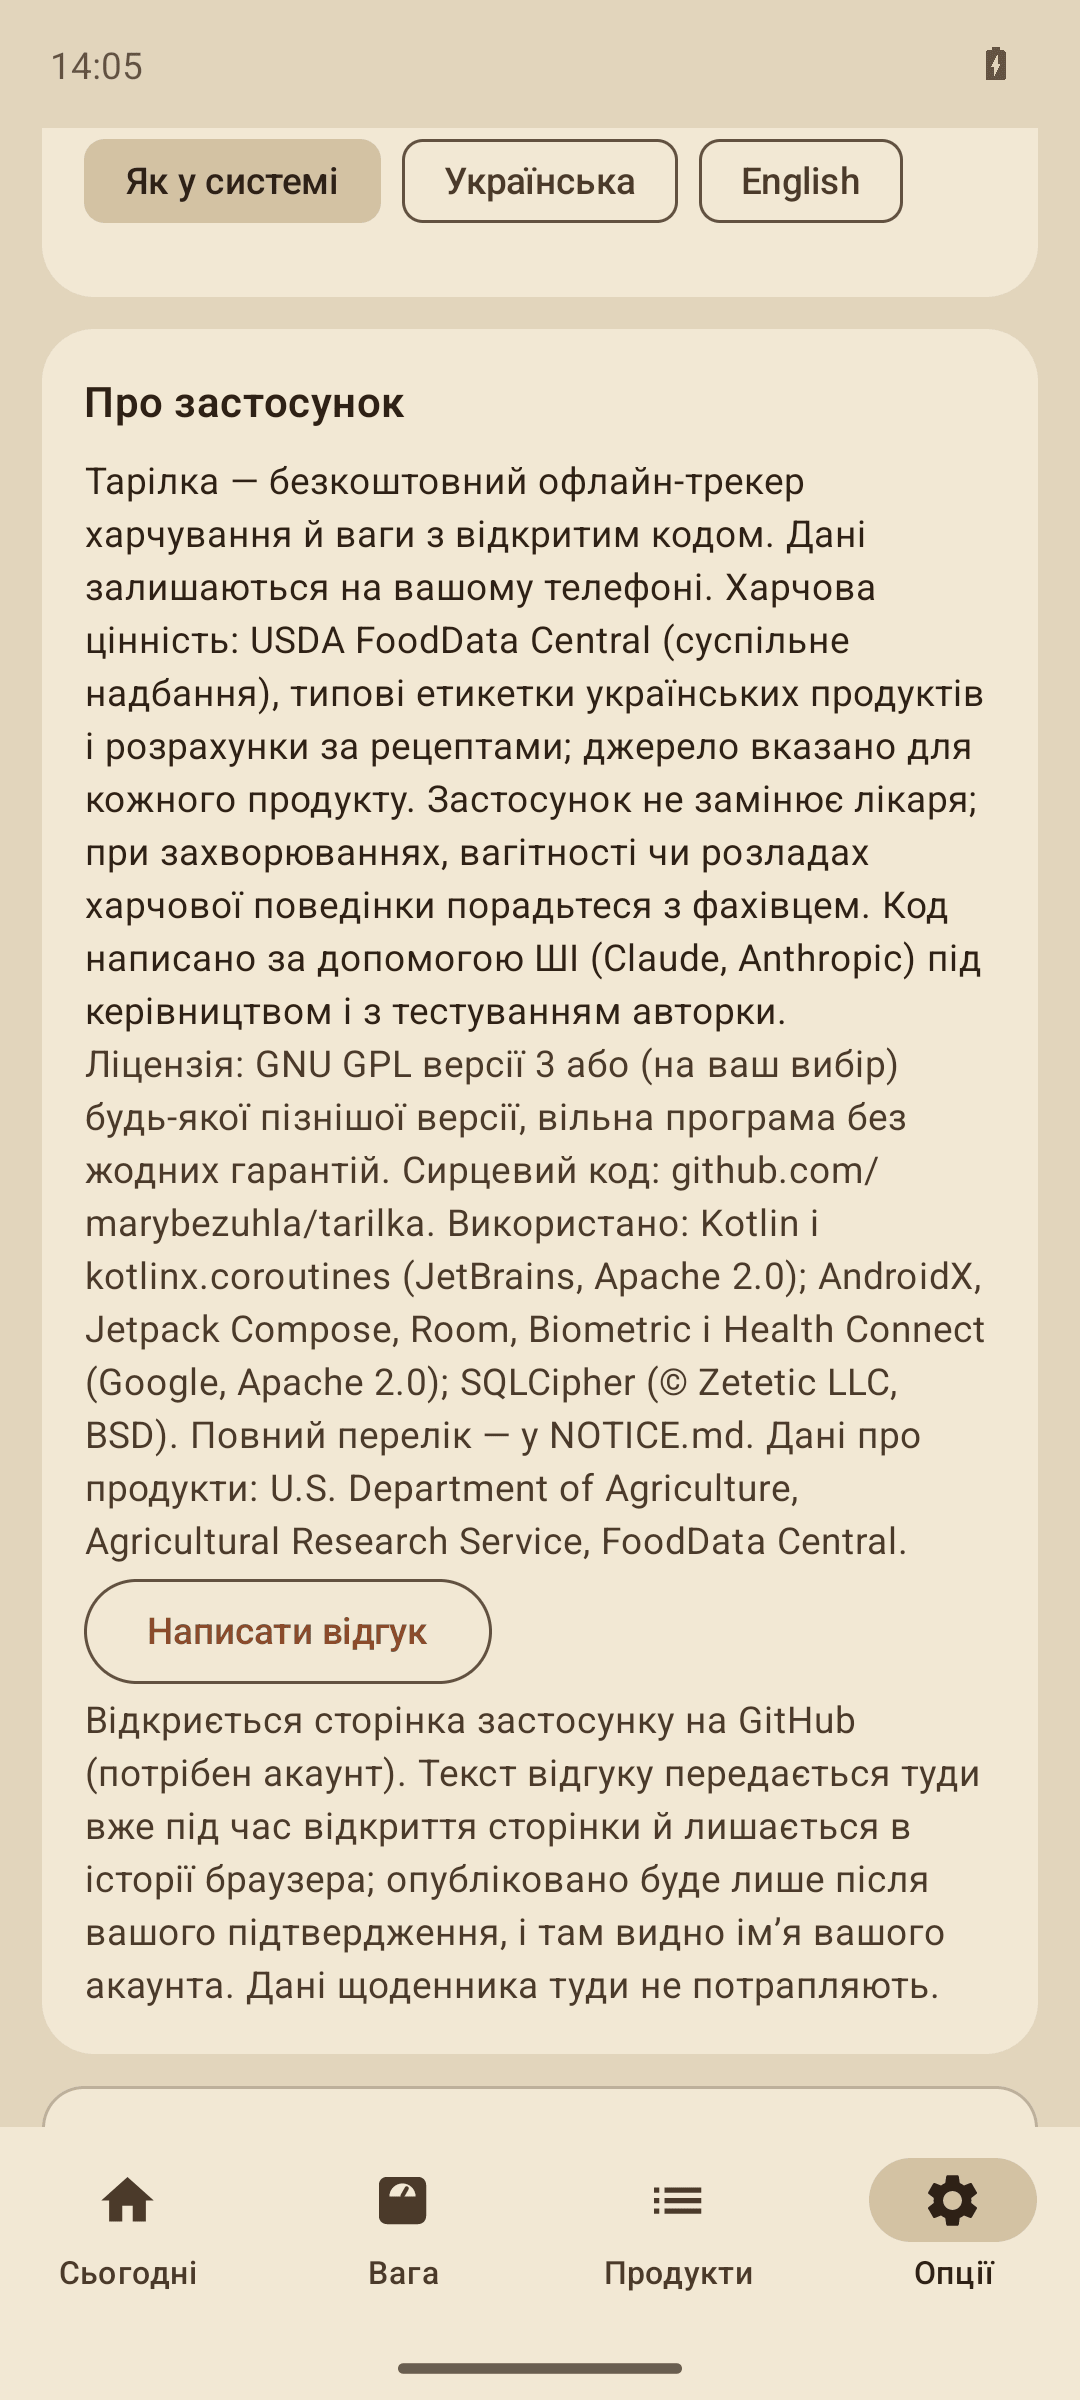 14:05
Як у системі
Українська
English
Про застосунок
Тарілка — безкоштовний офлайн-трекер
харчування й ваги з відкритим кодом. Дані
залишаються на вашому телефоні. Харчова
цінність: USDA FoodData Central (суспільне
надбання), типові етикетки українських продуктів
і розрахунки за рецептами; джерело вказано для
кожного продукту. Застосунок не замінює лікаря;
при захворюваннях, вагітності чи розладах
харчової поведінки порадьтеся з фахівцем. Код
написано за допомогою ШІ (Claude, Anthropic) під
керівництвом і з тестуванням авторки.
Ліцензія: GNU GPL версії 3 або (на ваш вибір)
будь-якої пізнішої версії, вільна програма без
жодних гарантій. Сирцевий код: github.com/
marybezuhla/tarilka. Використано: Kotlin і
kotlinx.coroutines (JetBrains, Apache 2.0); AndroidX,
Jetpack Compose, Room, Biometric і Health Connect
(Google, Apache 2.0); SQLCipher (© Zetetic LLC,
BSD). Повний перелік — у NOTICE.md. Дані про
продукти: U.S. Department of Agriculture,
Agricultural Research Service, FoodData Central.
Написати відгук
Відкриється сторінка застосунку на GitHub
(потрібен акаунт). Текст відгуку передається туди
вже під час відкриття сторінки й лишається в
історії браузера; опубліковано буде лише після
вашого підтвердження, і там видно ім’я вашого
акаунта. Дані щоденника туди не потрапляють.
Сьогодні
Вага
Продукти
Опції